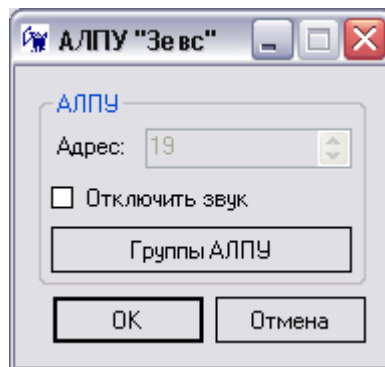 АЛПУ "Зевс"
АЛПУ
Адрес: 19
Отключить звук
Группы АЛПУ
OK Отмена